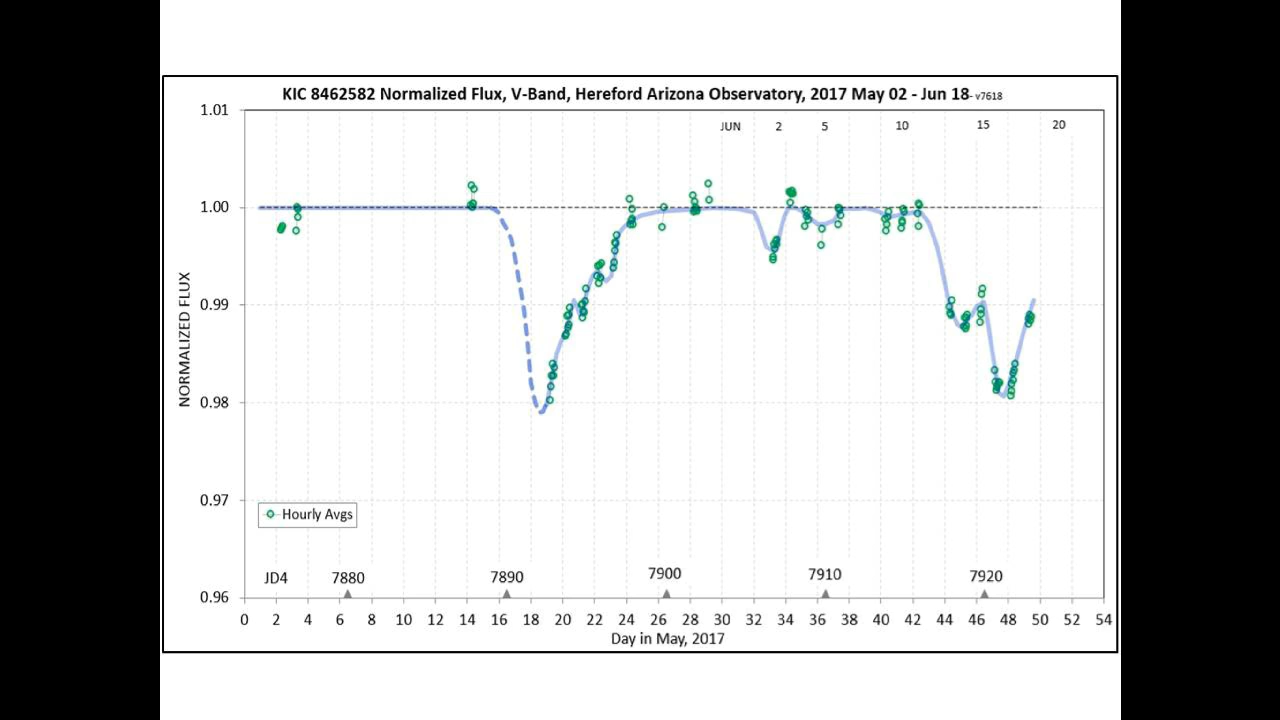 KIC 8462582 Normalized Flux, V-Band, Hereford Arizona Observatory, 2017 May 02 - Jun 18- v7618
1.01
JUN 2 5 10 15 20
1.00
0.99
NORMALIZED FLUX
0.98
0.97
Hourly Avgs
JD4 7880 7890 7900 7910 7920
0.96
0 2 4 6 8 10 12 14 16 18 20 22 24 26 28 30 32 34 36 38 40 42 44 46 48 50 52 54
Day in May, 2017